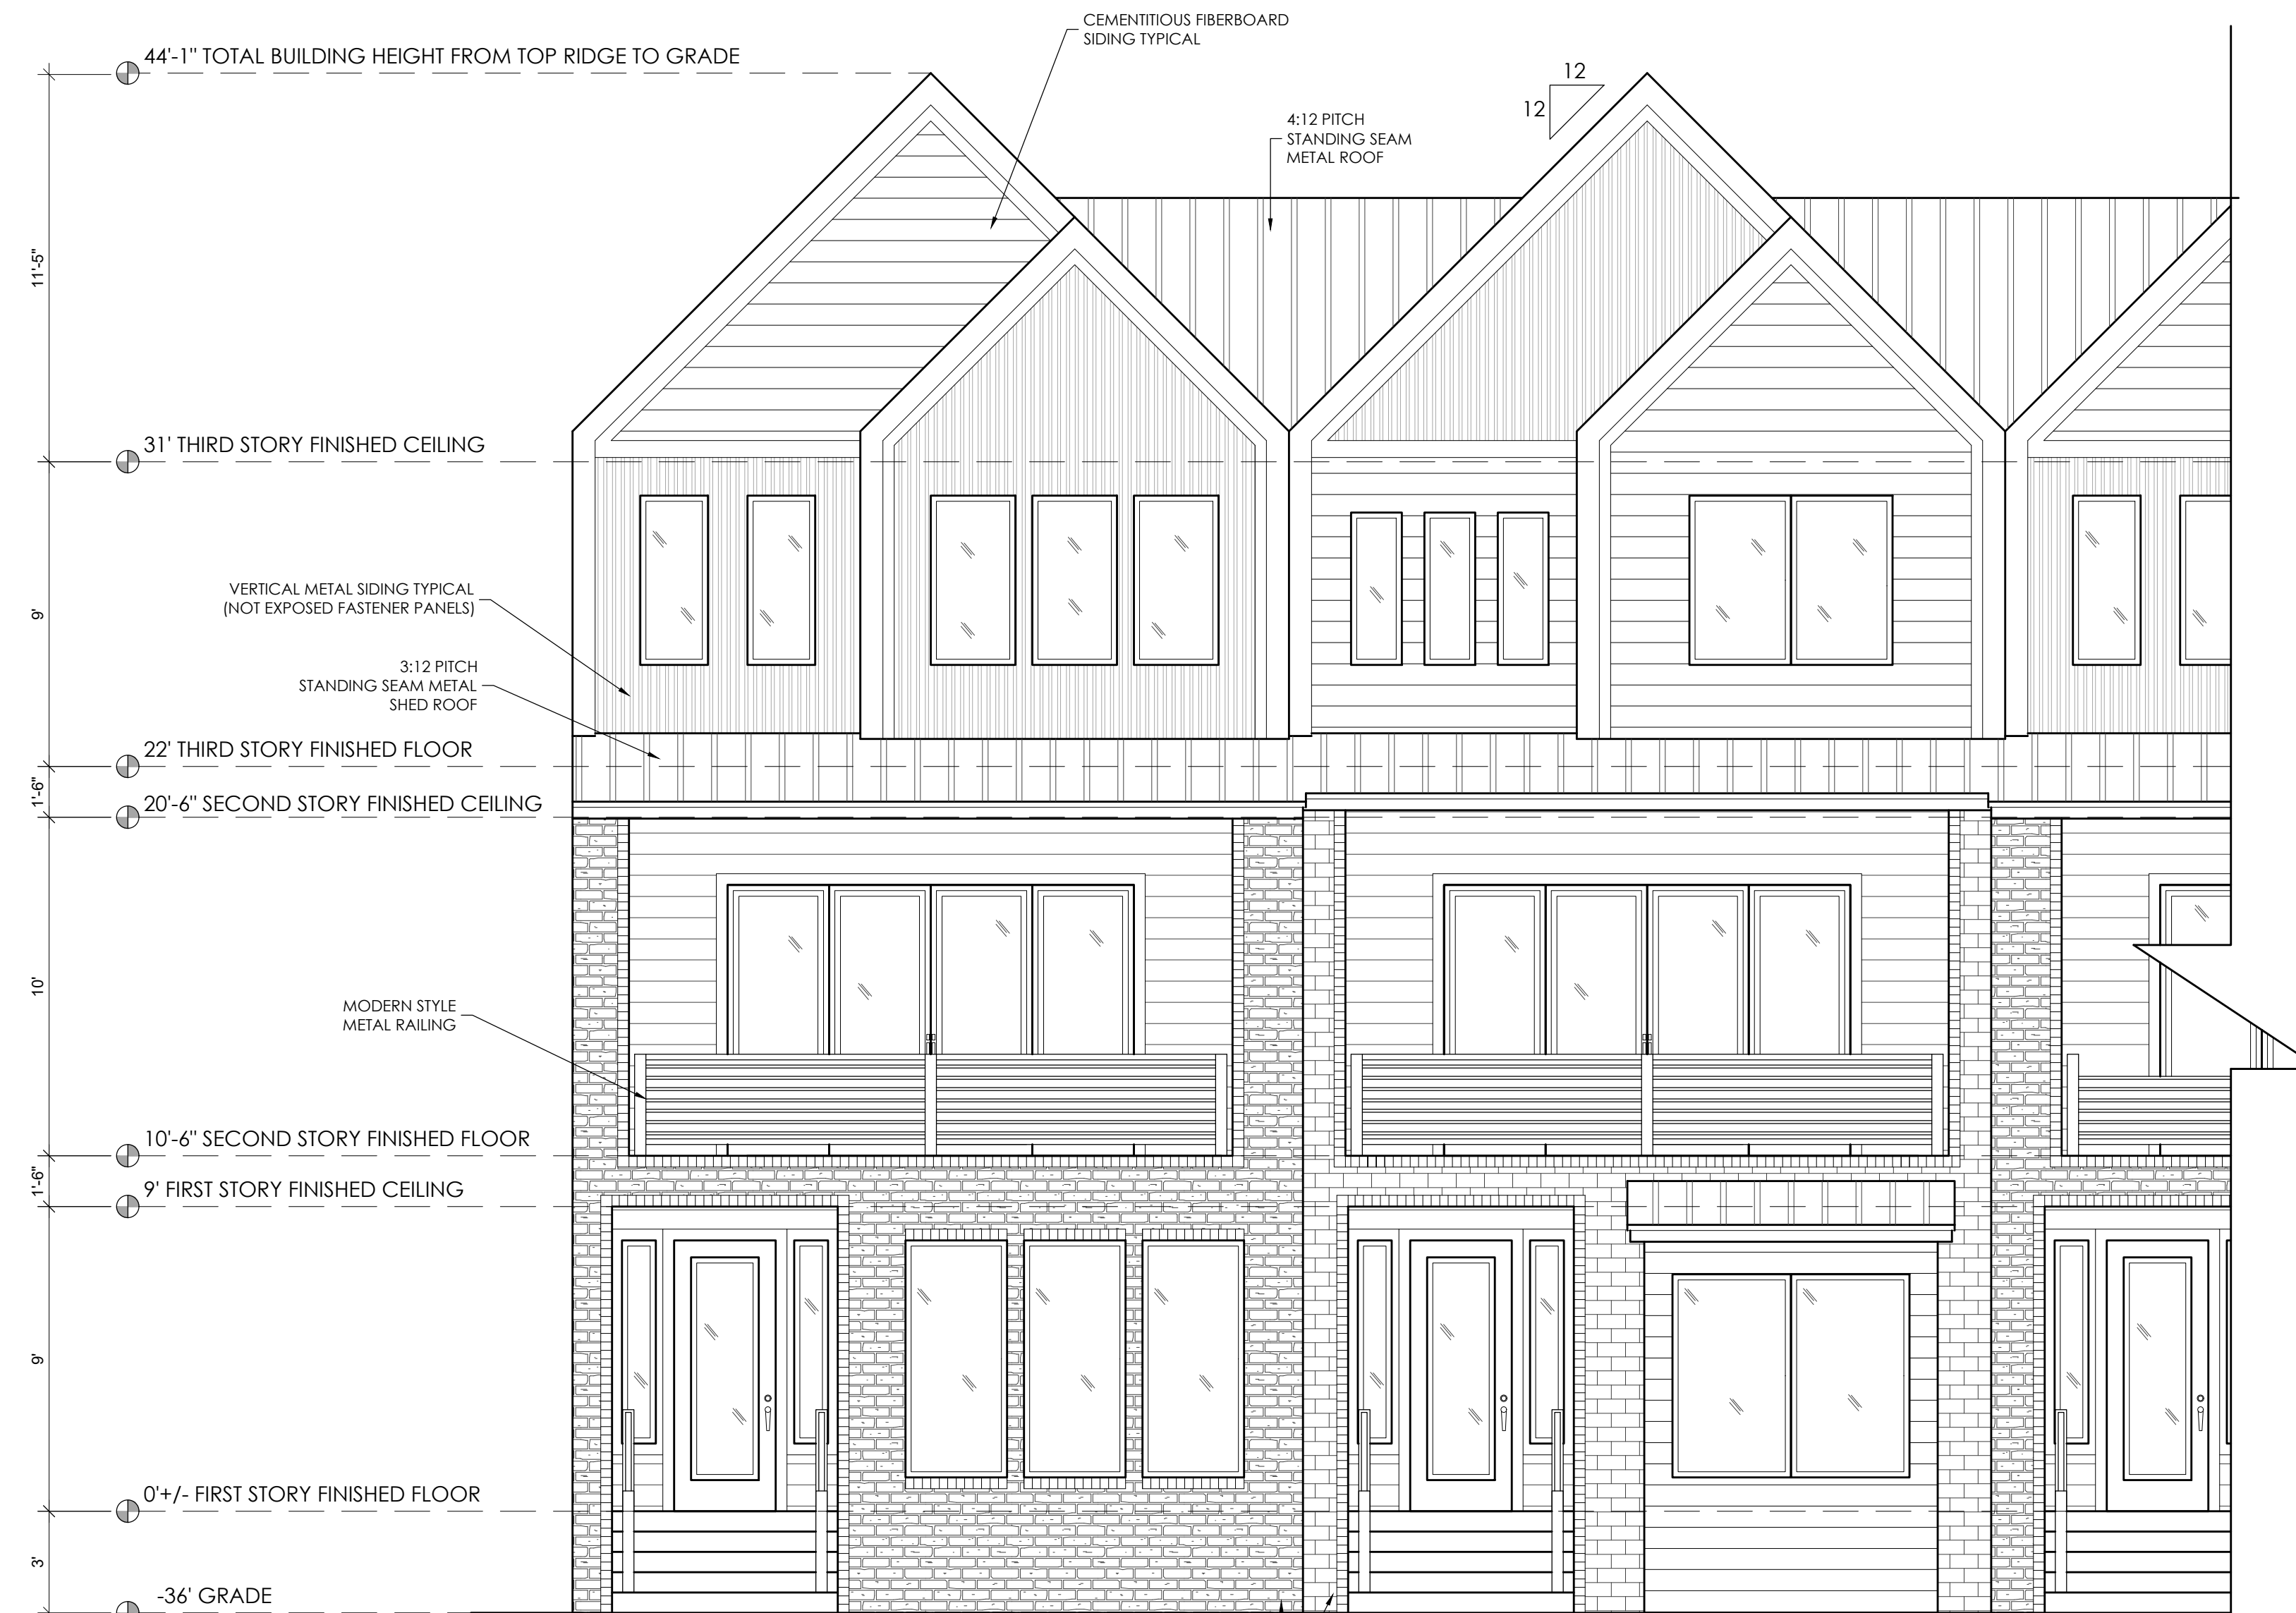 CEMENTITIOUS FIBERBOARD
SIDING TYPICAL
44'-1" TOTAL BUILDING HEIGHT FROM TOP RIDGE TO GRADE
12
12
4:12 PITCH
STANDING SEAM
METAL ROOF
11'-5"
31' THIRD STORY FINISHED CEILING
9'
VERTICAL METAL SIDING TYPICAL
(NOT EXPOSED FASTENER PANELS)
3:12 PITCH
STANDING SEAM METAL
SHED ROOF
22' THIRD STORY FINISHED FLOOR
1'-6"
20'-6" SECOND STORY FINISHED CEILING
10'
MODERN STYLE
METAL RAILING
10'-6" SECOND STORY FINISHED FLOOR
1'-6"
9' FIRST STORY FINISHED CEILING
9'
0'+/- FIRST STORY FINISHED FLOOR
3'
-36' GRADE